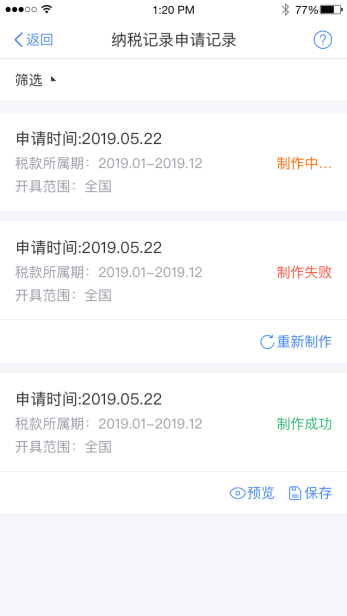 1:20 PM 77%
返回 纳税记录申请记录 ?
筛选
申请时间:2019.05.22
税款所属期：2019.01-2019.12 制作中...
开具范围：全国
申请时间:2019.05.22
税款所属期：2019.01-2019.12 制作失败
开具范围：全国
重新制作
申请时间:2019.05.22
税款所属期：2019.01-2019.12 制作成功
开具范围：全国
预览 保存